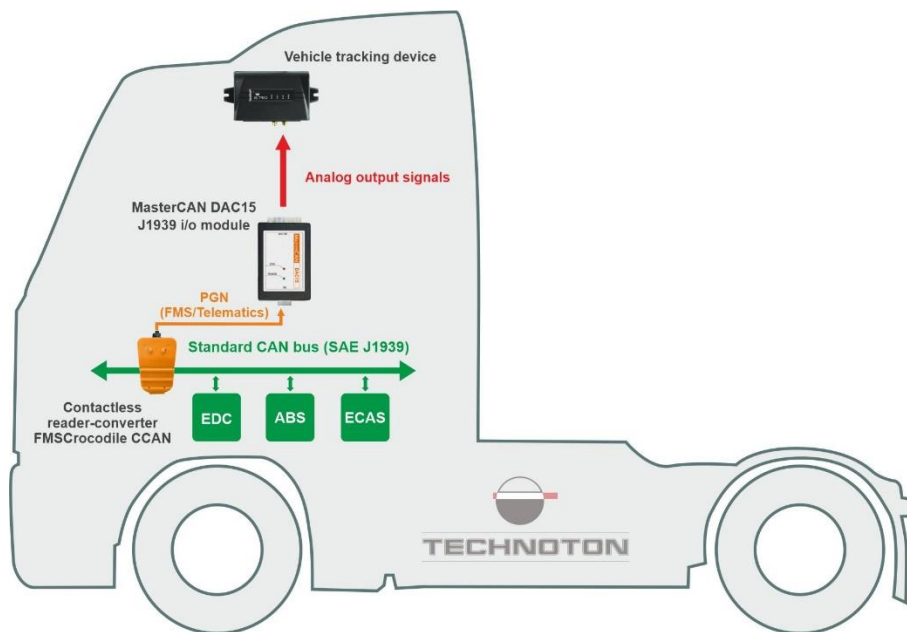 Vehicle tracking device
Analog output signals
MasterCAN DAC15
J1939 i/o module
PGN
(FMS/Telematics)
Standard CAN bus (SAE J1939)
Contactless
reader-converter
FMSCrocodile CCAN
EDC
ABS
ECAS
TECHNOTON